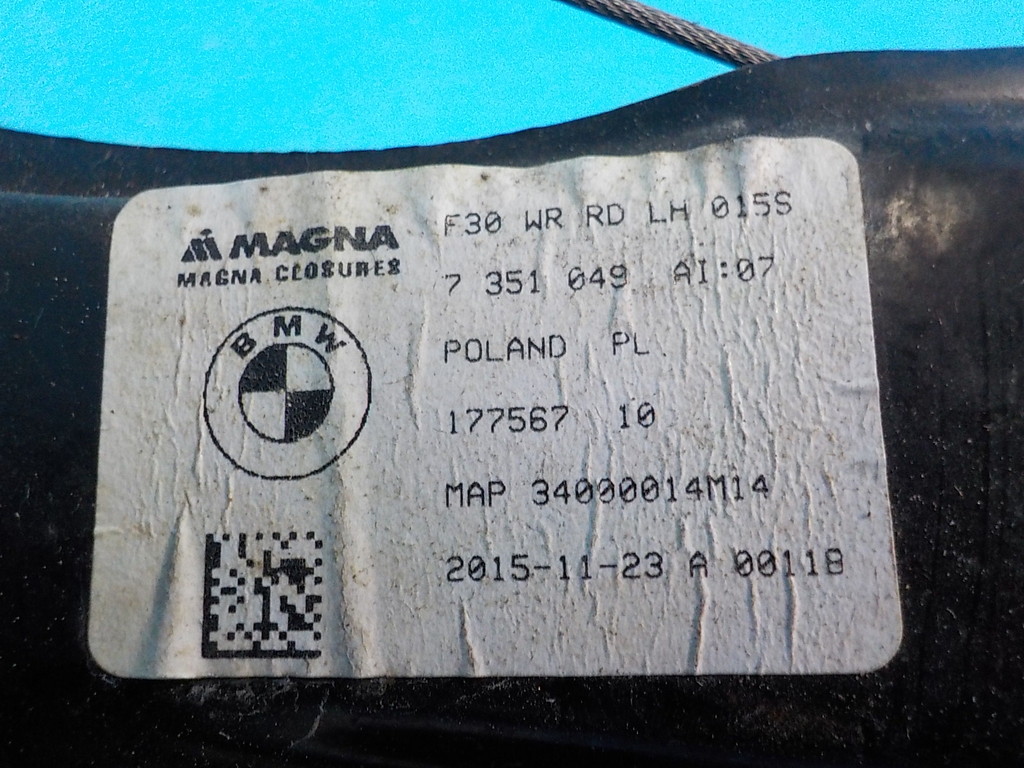 MAGNA
MAGNA CLOSURES
BMW
F30 WR RD LH 015S
7 351 049 AI:07
POLAND PL
177567 10
MAP 34000014M14
2015-11-23 A 00118